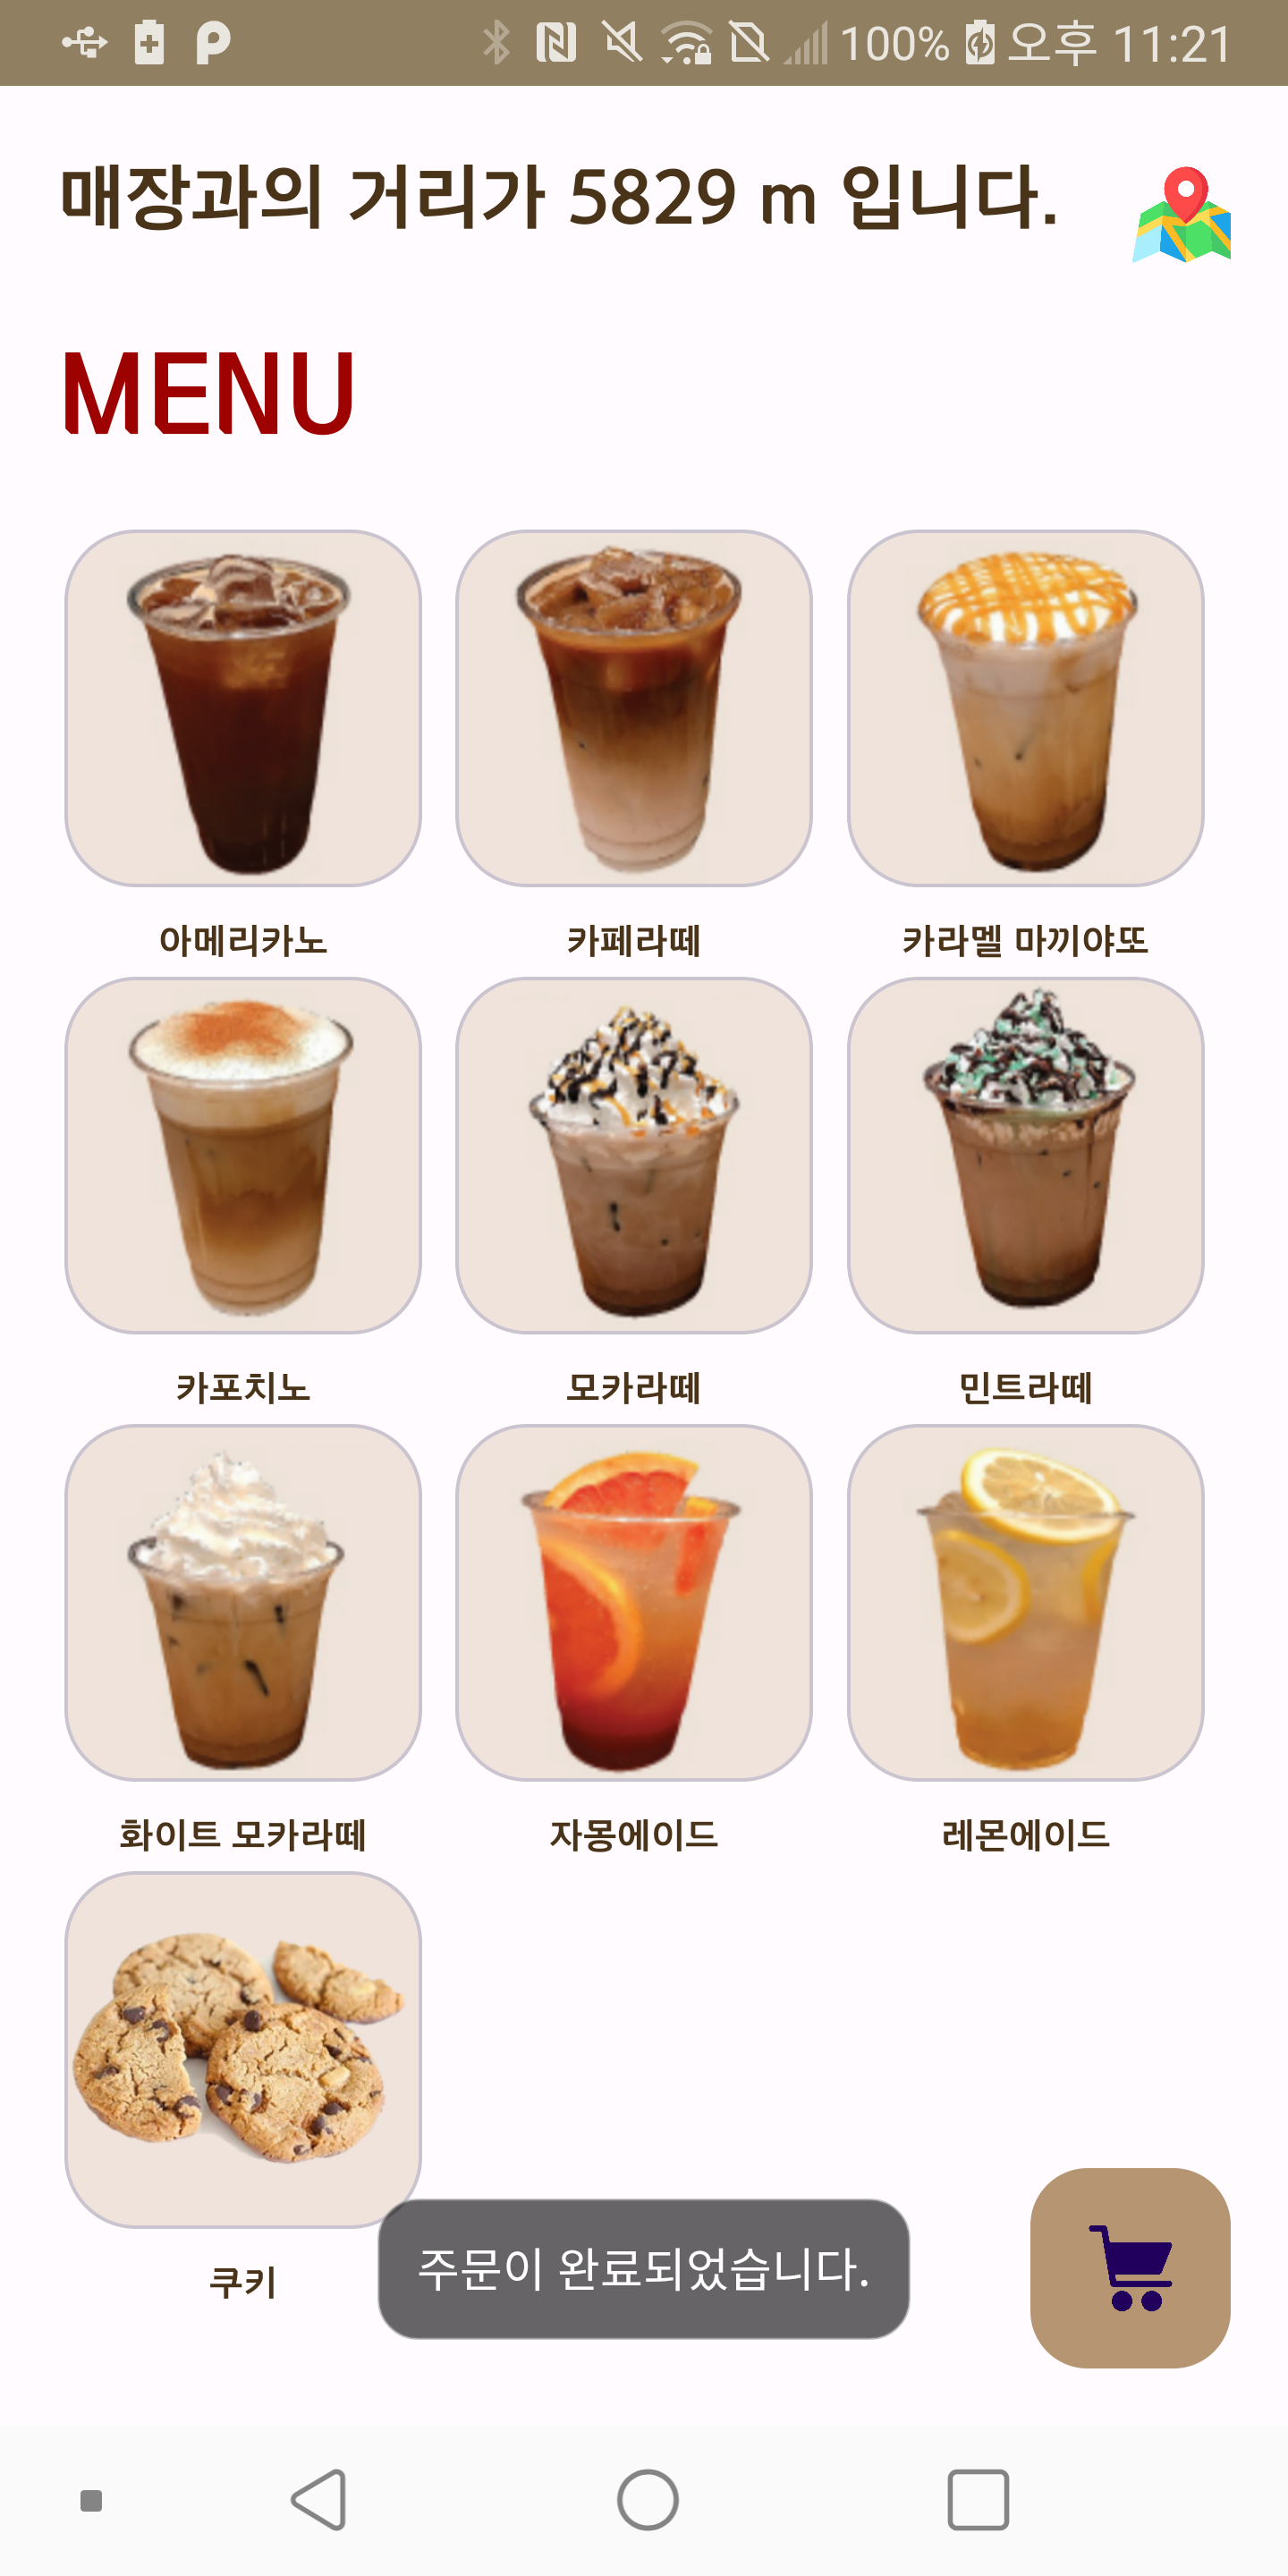 100% 오후 11:21
매장과의 거리가 5829 m 입니다.
MENU
아메리카노
카페라떼
카라멜 마끼야또
카포치노
모카라떼
민트라떼
화이트 모카라떼
자몽에이드
레몬에이드
쿠키
주문이 완료되었습니다.